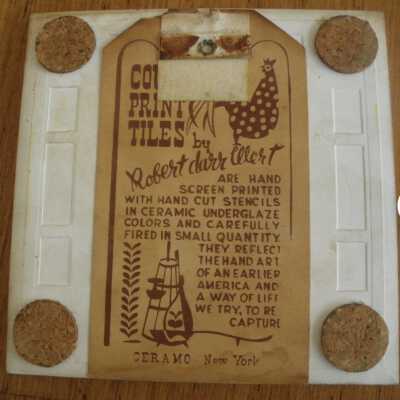 PRINT
TILES
by
Robert Darr Wert
ARE HAND
SCREEN PRINTED
WITH HAND CUT STENCILS
IN CERAMIC UNDERGLAZE
COLORS AND CAREFULLY
FIRED IN SMALL QUANTITY.
THEY REFLECT
THE HAND ART
OF AN EARLIER
AMERICA AND
A WAY OF LIFE
WE TRY, TO RE
CAPTURE
CERAMO New York